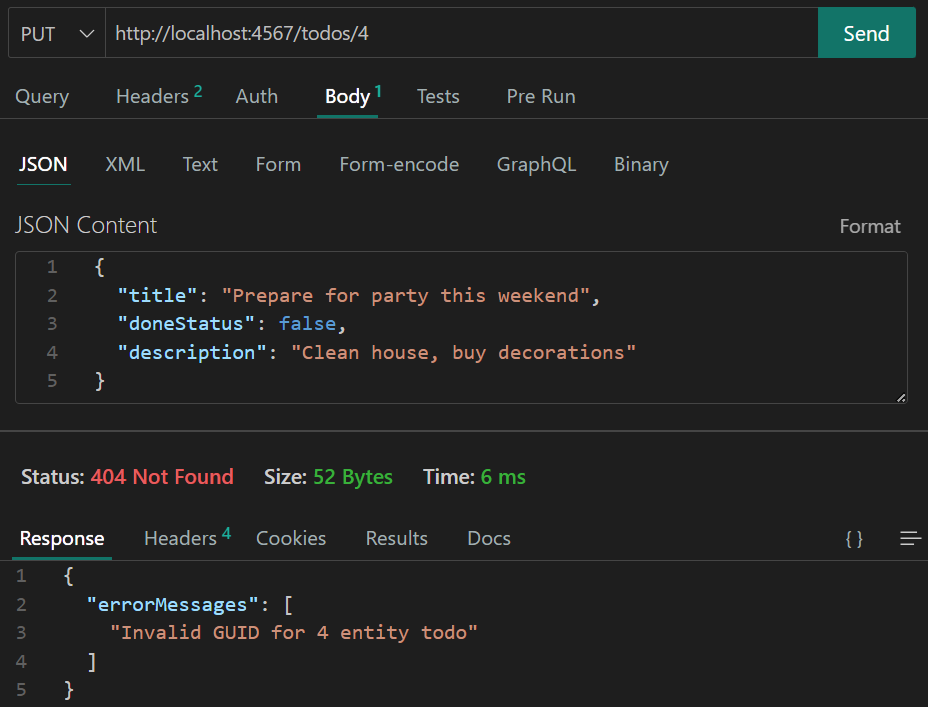 PUT http://localhost:4567/todos/4 Send
Query Headers 2 Auth Body 1 Tests Pre Run
JSON XML Text Form Form-encode GraphQL Binary
JSON Content Format
1 {
2 "title": "Prepare for party this weekend",
3 "doneStatus": false,
4 "description": "Clean house, buy decorations"
5 }
Status: 404 Not Found Size: 52 Bytes Time: 6 ms
Response Headers 4 Cookies Results Docs { }
1 {
2 "errorMessages": [
3 "Invalid GUID for 4 entity todo"
4 ]
5 }